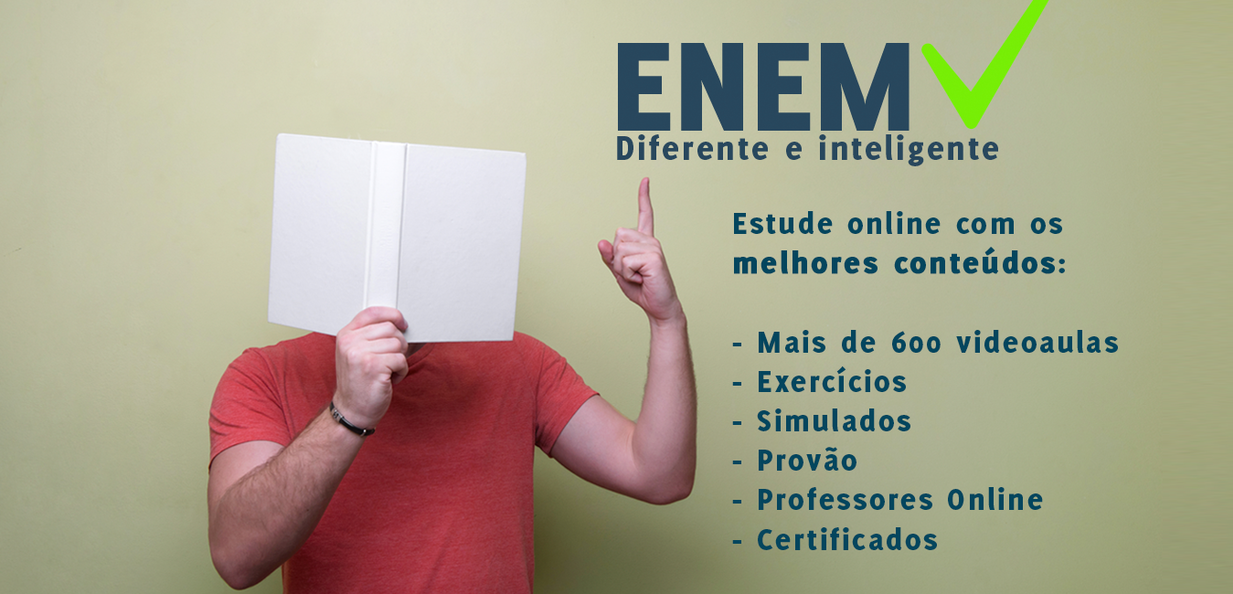 ENEM
Diferente e inteligente
Estude online com os
melhores conteúdos:
- Mais de 600 videoaulas
- Exercícios
- Simulados
- Provão
- Professores Online
- Certificados